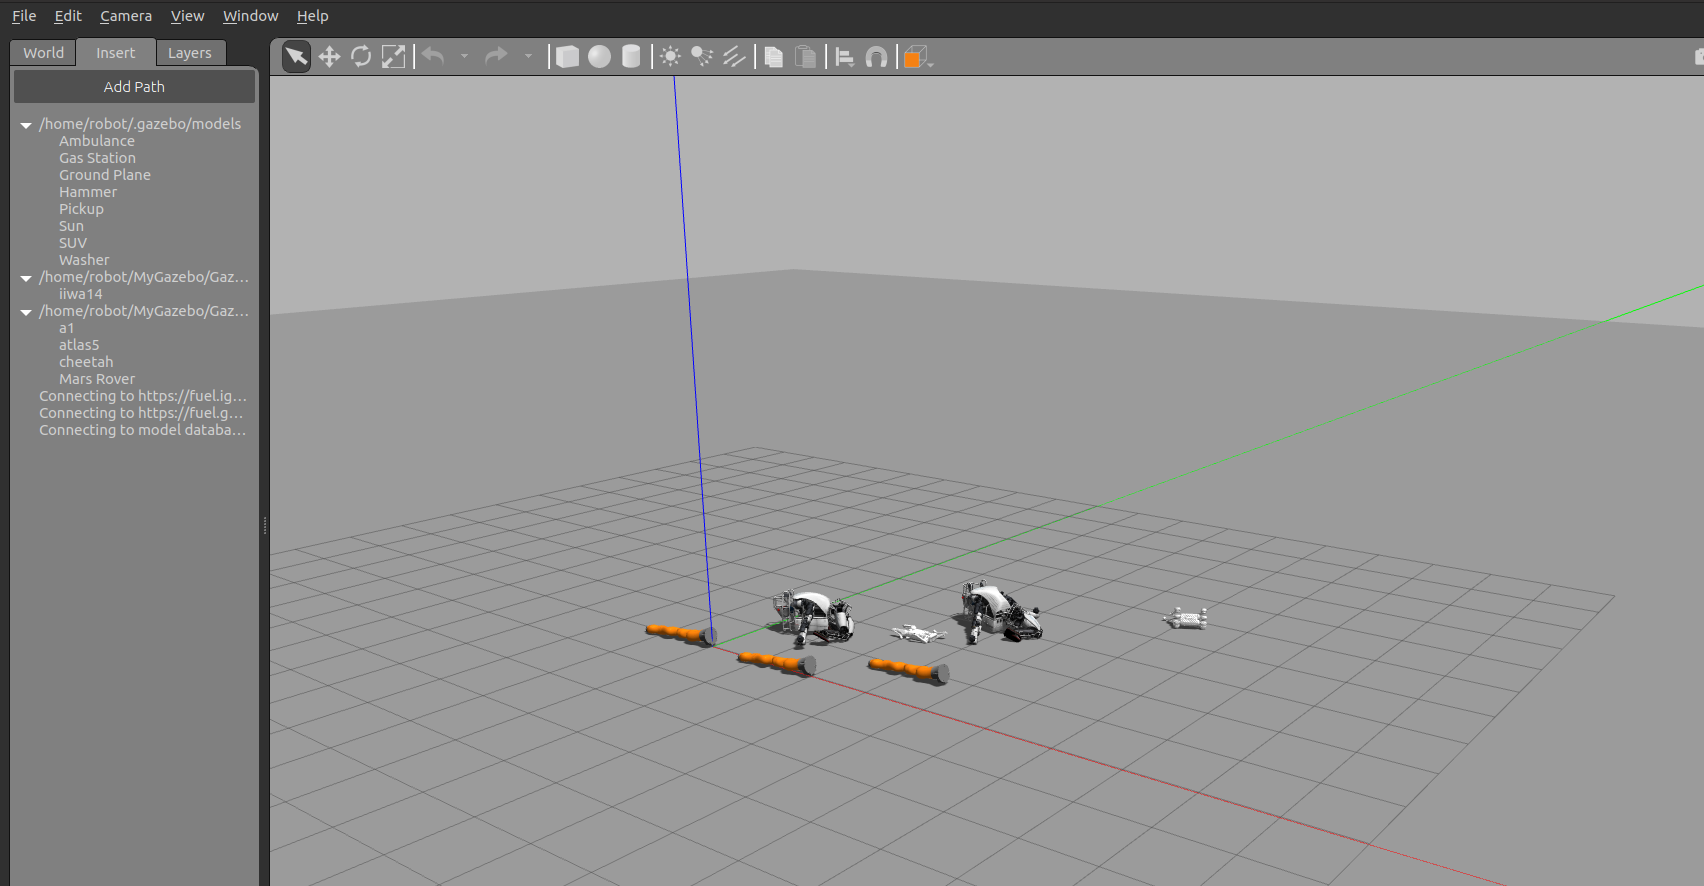 File Edit Camera View Window Help
World Insert Layers
Add Path
/home/robot/.gazebo/models
Ambulance
Gas Station
Ground Plane
Hammer
Pickup
Sun
SUV
Washer
/home/robot/MyGazebo/Gaz...
iiwa14
/home/robot/MyGazebo/Gaz...
a1
atlas5
cheetah
Mars Rover
Connecting to https://fuel.ig...
Connecting to https://fuel.g...
Connecting to model databa...